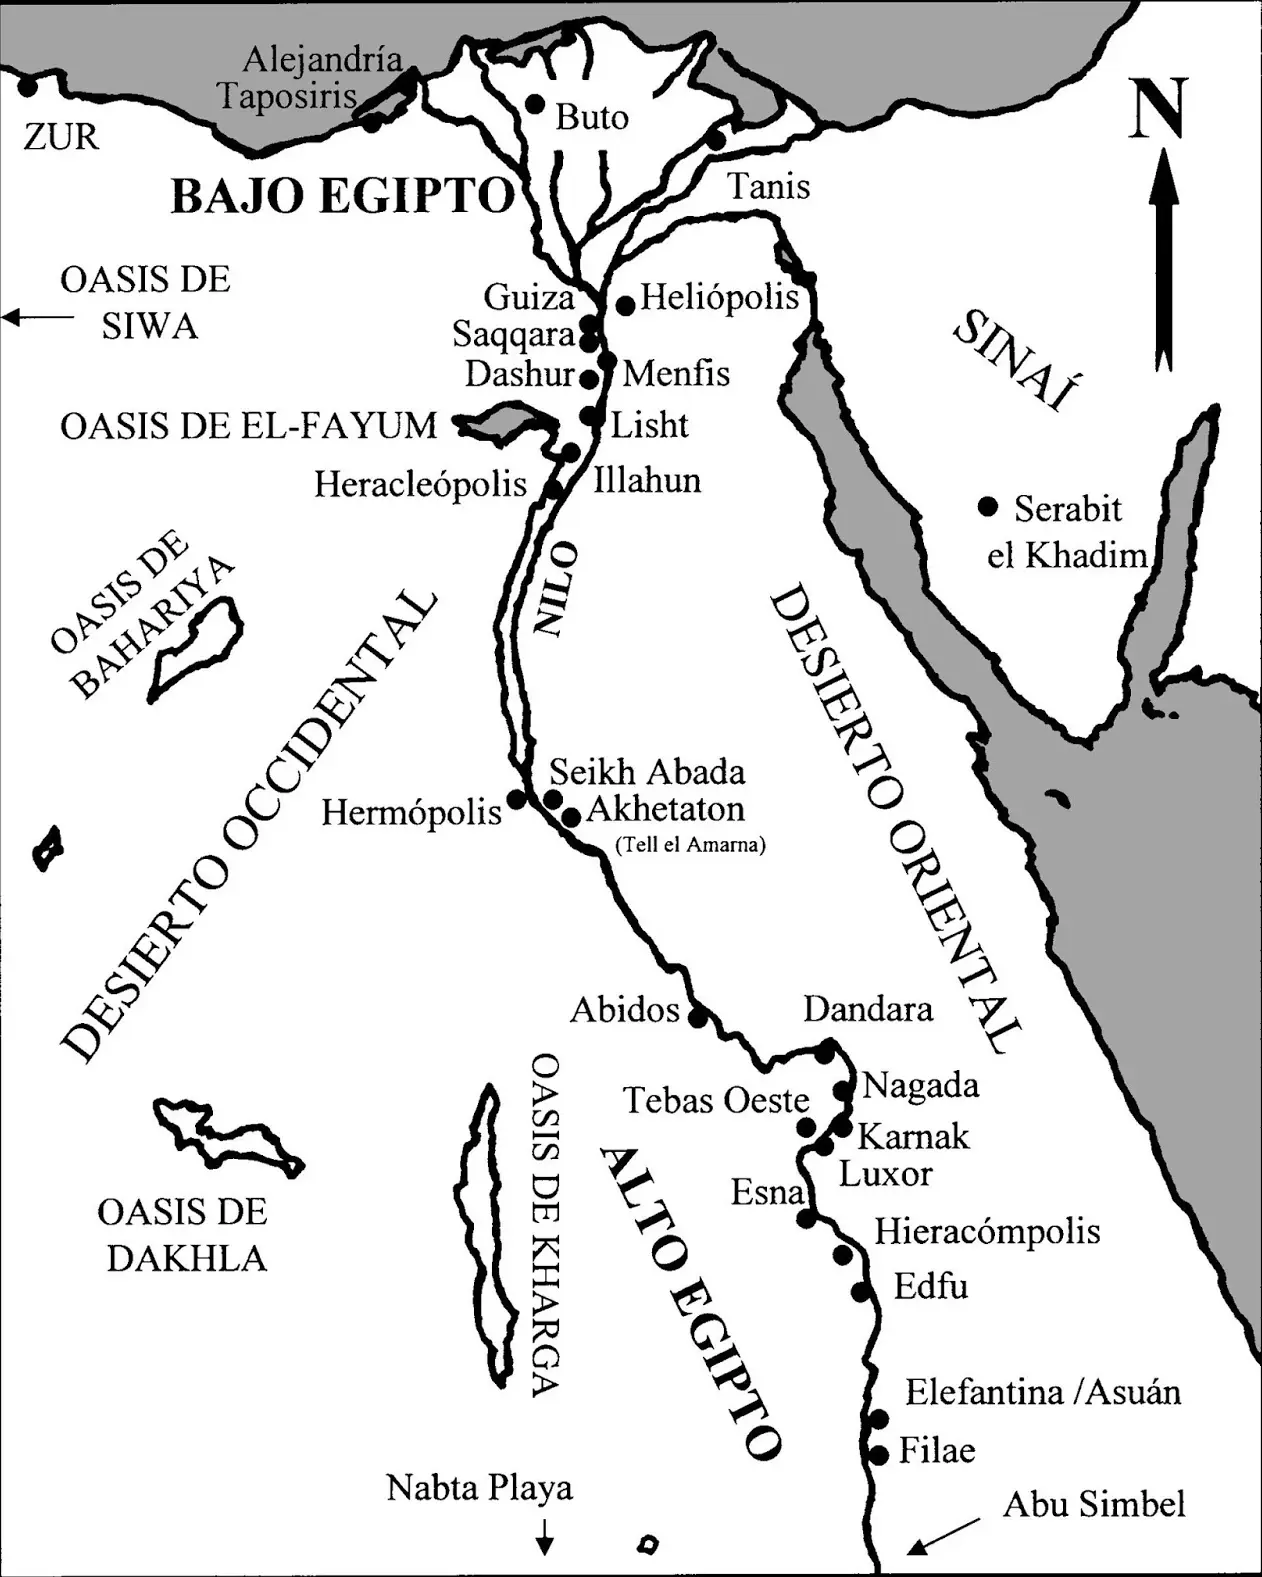 Alejandría
Taposiris
ZUR
Buto
N
BAJO EGIPTO
Tanis
OASIS DE
SIWA
Guiza
Heliópolis
Saqqara
SINAÍ
Dashur
Menfis
OASIS DE EL-FAYUM
Lisht
Heracleópolis
Illahun
Serabit
el Khadim
OASIS DE
BAHARIYA
NILO
DESIERTO OCCIDENTAL
DESIERTO ORIENTAL
Seikh Abada
Hermópolis
Akhetaton
(Tell el Amarna)
Abidos
Dandara
OASIS DE KHARGA
Nagada
Tebas Oeste
Karnak
Luxor
ALTO EGIPTO
Esna
OASIS DE
DAKHLA
Hieracómpolis
Edfu
Elefantina /Asuán
Filae
Nabta Playa
Abu Simbel